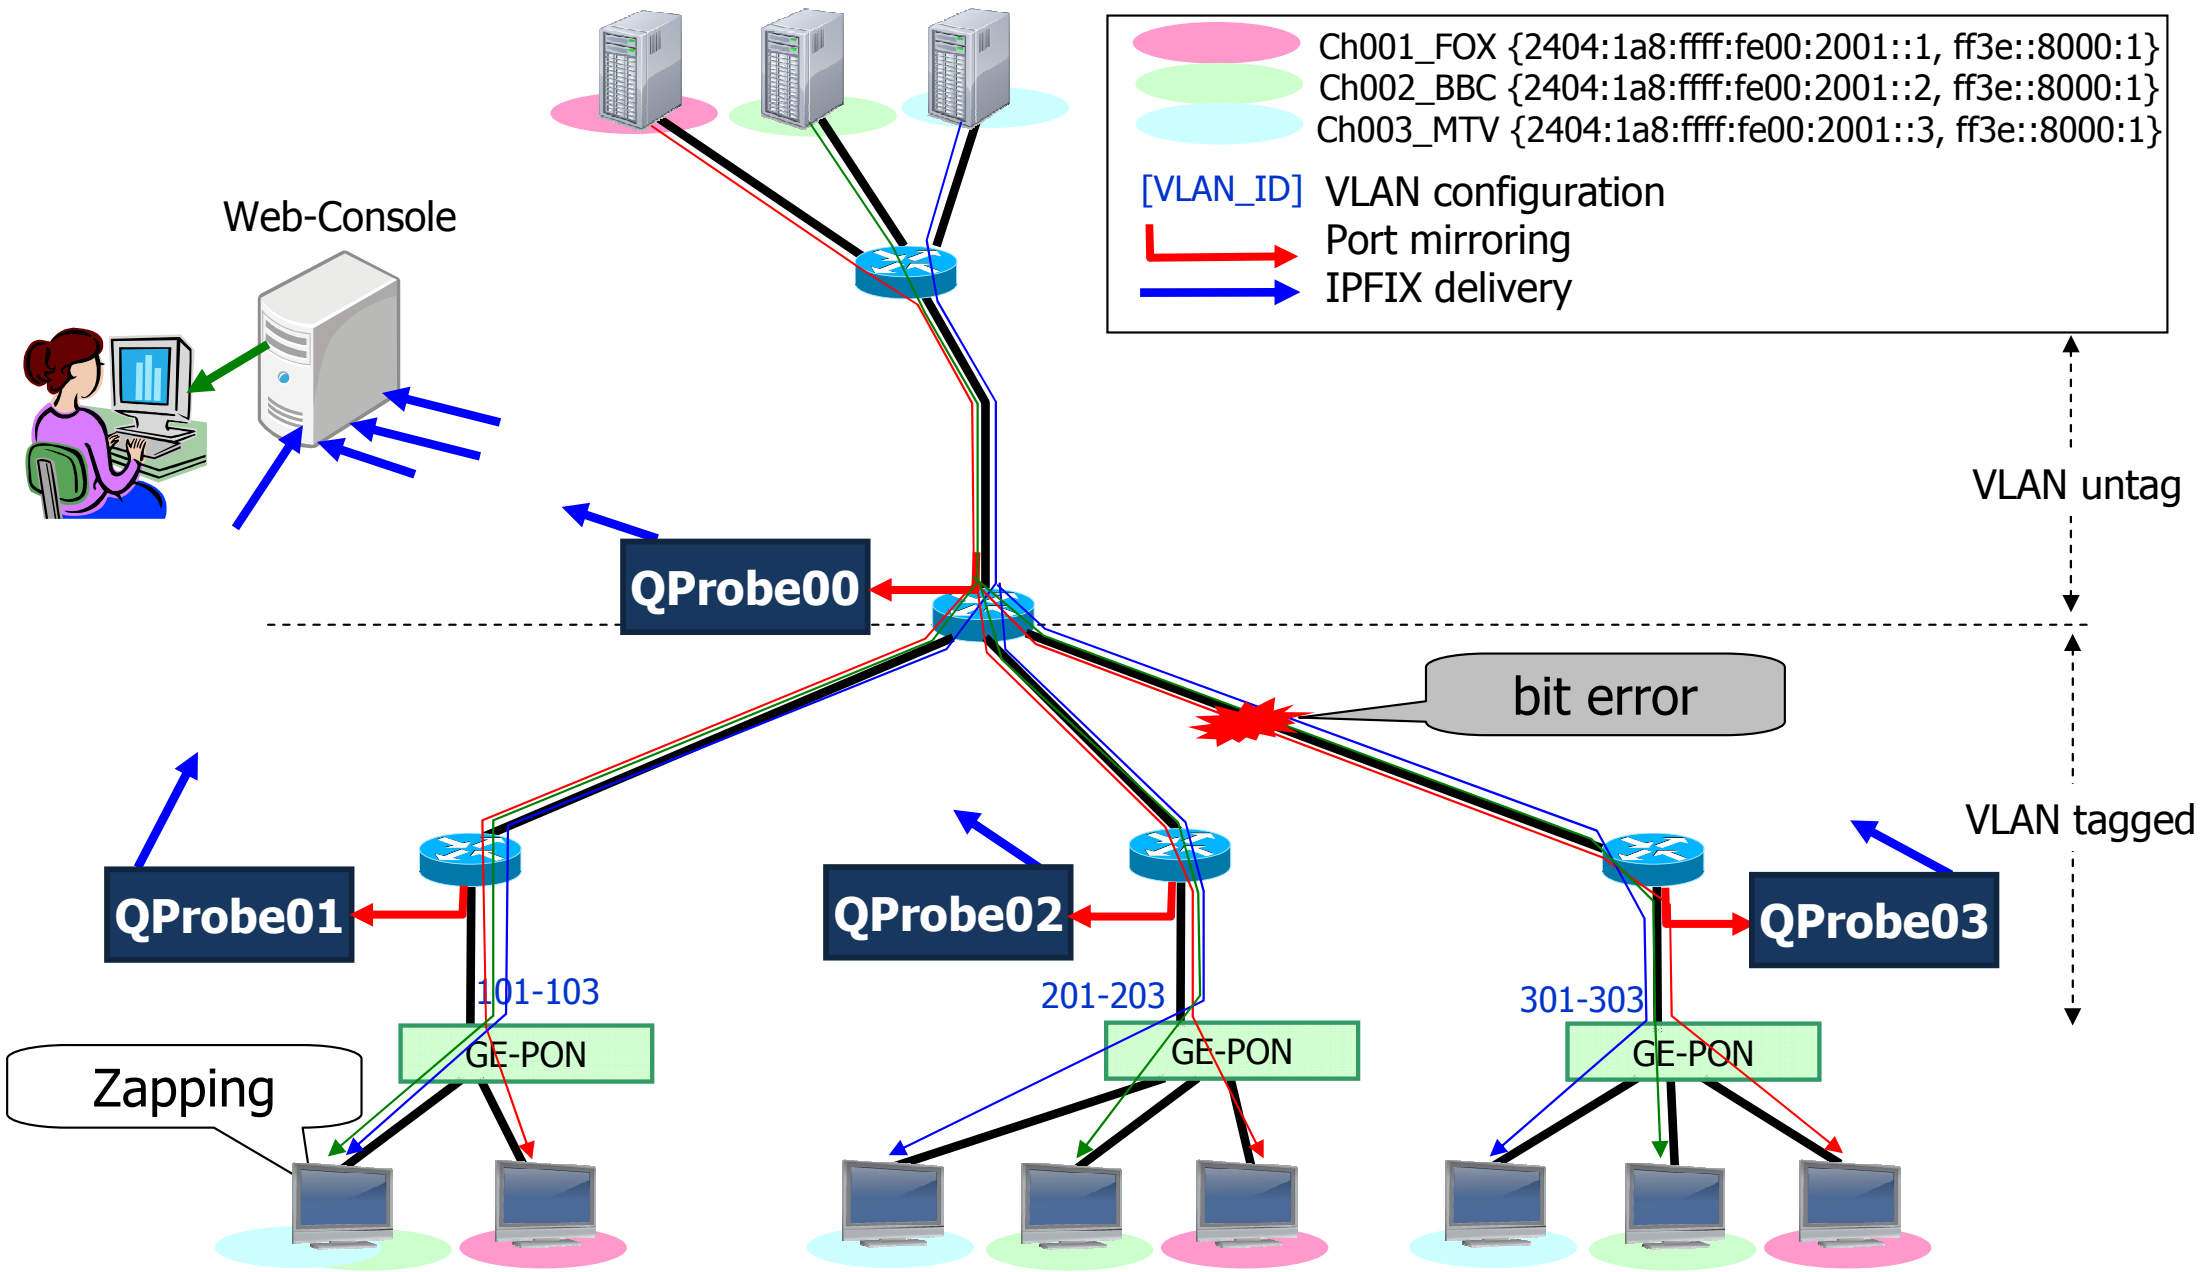 Ch001_FOX {2404:1a8:ffff:fe00:2001::1, ff3e::8000:1}
Ch002_BBC {2404:1a8:ffff:fe00:2001::2, ff3e::8000:1}
Ch003_MTV {2404:1a8:ffff:fe00:2001::3, ff3e::8000:1}
[VLAN_ID] VLAN configuration
Port mirroring
IPFIX delivery
Web-Console
VLAN untag
QProbe00
bit error
VLAN tagged
QProbe01
QProbe02
QProbe03
101-103
201-203
301-303
GE-PON
GE-PON
GE-PON
Zapping